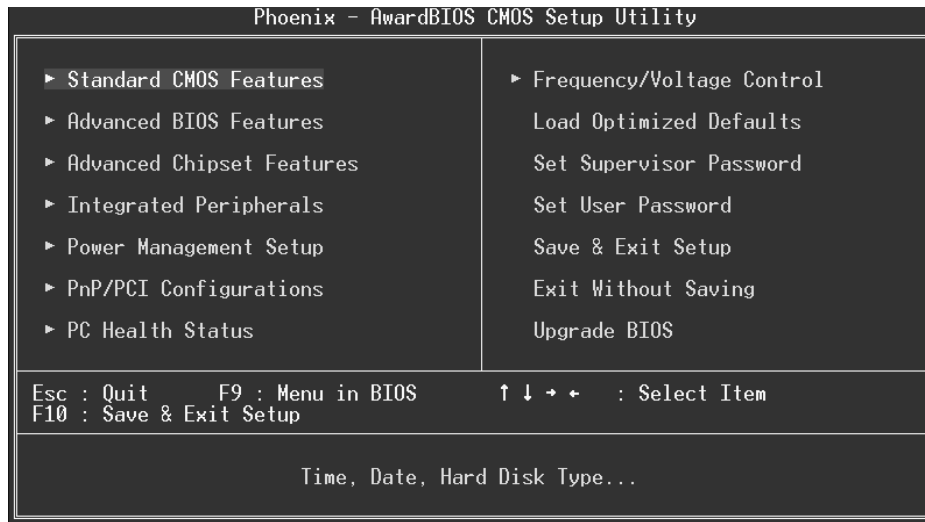 Phoenix - AwardBIOS CMOS Setup Utility
► Standard CMOS Features
► Advanced BIOS Features
► Advanced Chipset Features
► Integrated Peripherals
► Power Management Setup
► PnP/PCI Configurations
► PC Health Status
► Frequency/Voltage Control
Load Optimized Defaults
Set Supervisor Password
Set User Password
Save & Exit Setup
Exit Without Saving
Upgrade BIOS
Esc : Quit F9 : Menu in BIOS ↑ ↓ → ← : Select Item
F10 : Save & Exit Setup
Time, Date, Hard Disk Type...